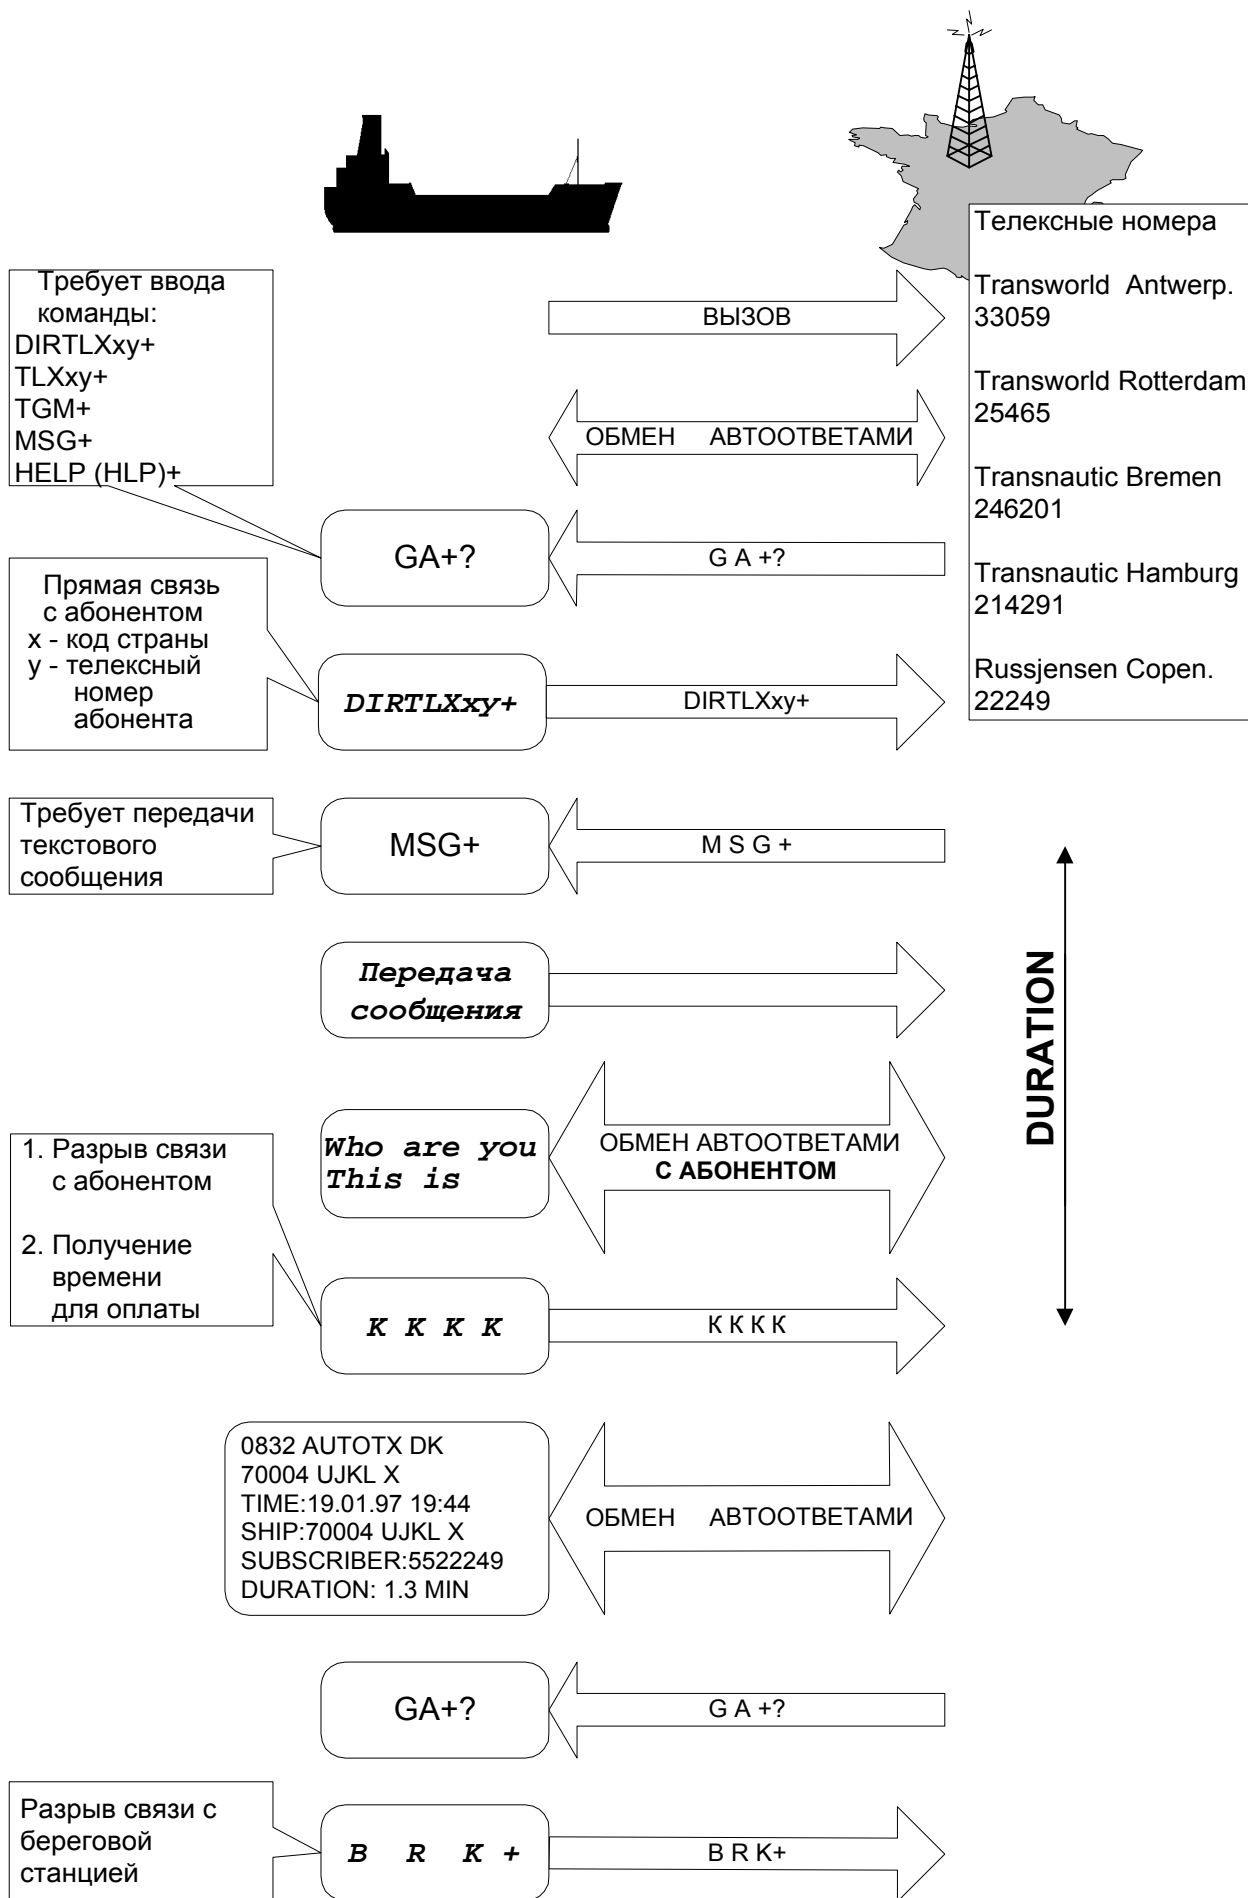 Телексные номера
Transworld Antwerp.
33059
Transworld Rotterdam
25465
Transnautic Bremen
246201
Transnautic Hamburg
214291
Russjensen Copen.
22249
Требует ввода
команды:
DIRTLXxy+
TLXxy+
TGM+
MSG+
HELP (HLP)+
ВЫЗОВ
ОБМЕН АВТООТВЕТАМИ
GA+?
G A +?
Прямая связь
с абонентом
x - код страны
y - телексный
номер
абонента
DIRTLXxy+
DIRTLXxy+
Требует передачи
текстового
сообщения
MSG+
M S G +
DURATION
Передача
сообщения
Who are you
This is
ОБМЕН АВТООТВЕТАМИ
С АБОНЕНТОМ
1. Разрыв связи
с абонентом
2. Получение
времени
для оплаты
K K K K
K K K K
0832 AUTOTX DK
70004 UJKL X
TIME:19.01.97 19:44
SHIP:70004 UJKL X
SUBSCRIBER:5522249
DURATION: 1.3 MIN
ОБМЕН АВТООТВЕТАМИ
GA+?
G A +?
Разрыв связи с
береговой
станцией
B R K +
B R K+